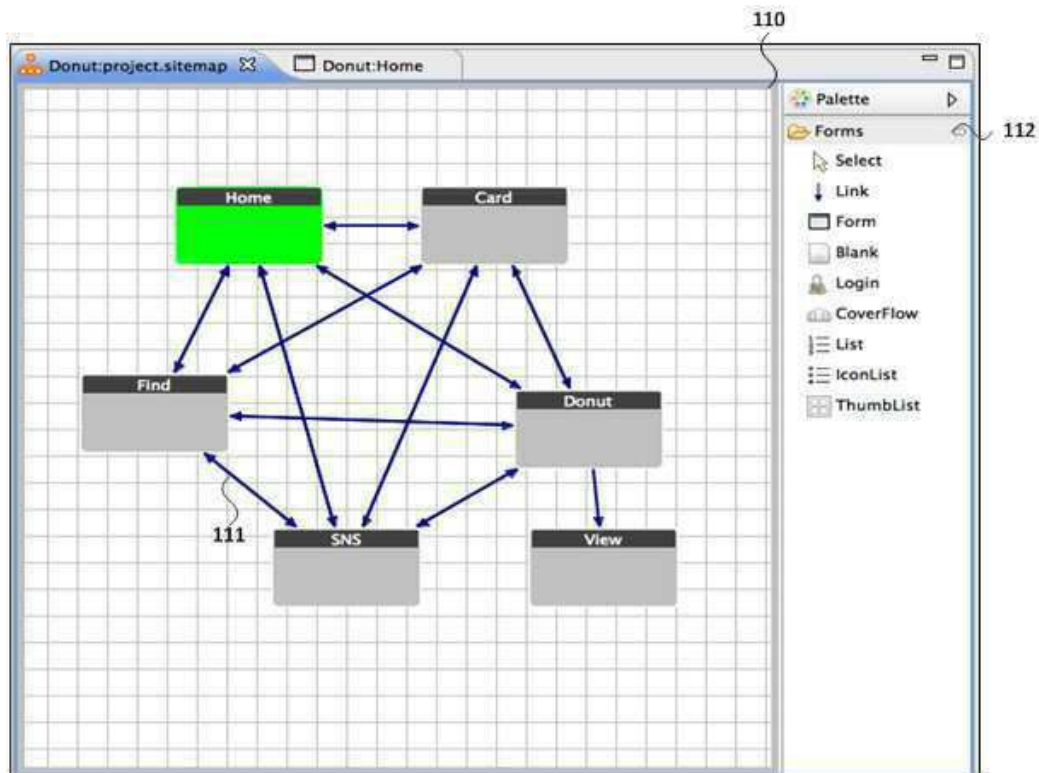 110
Donut:project.sitemap
Donut:Home
Palette
Forms
112
Select
Link
Form
Blank
Login
CoverFlow
List
IconList
ThumbList
Home
Card
Find
Donut
111
SNS
View